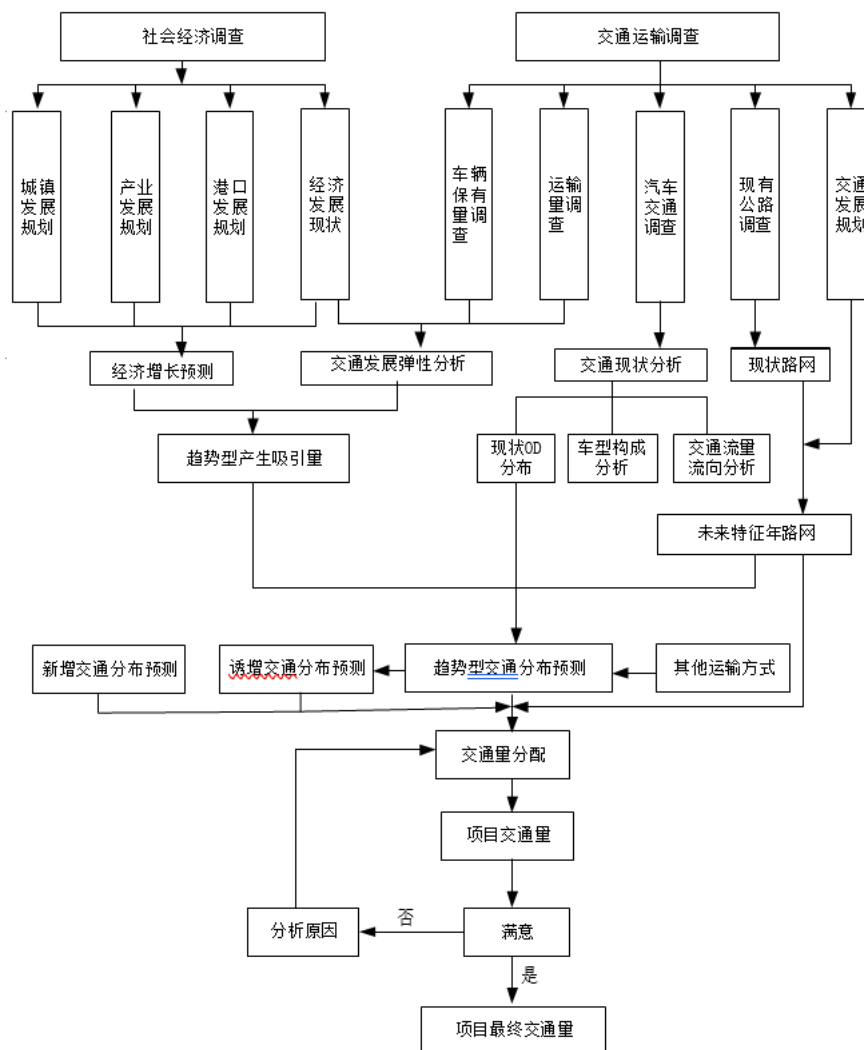 社会经济调查
交通运输调查
城镇
发展
规划
产业
发展
规划
港口
发展
规划
经济
发展
现状
车辆
保有
量调
查
运输
量调
查
汽车
交通
调查
现有
公路
调查
交通
发展
规划
经济增长预测
交通发展弹性分析
交通现状分析
现状路网
趋势型产生吸引量
现状OD
分布
车型构成
分析
交通流量
流向分析
未来特征年路网
新增交通分布预测
诱增交通分布预测
趋势型交通分布预测
其他运输方式
交通量分配
项目交通量
分析原因
否
满意
是
项目最终交通量